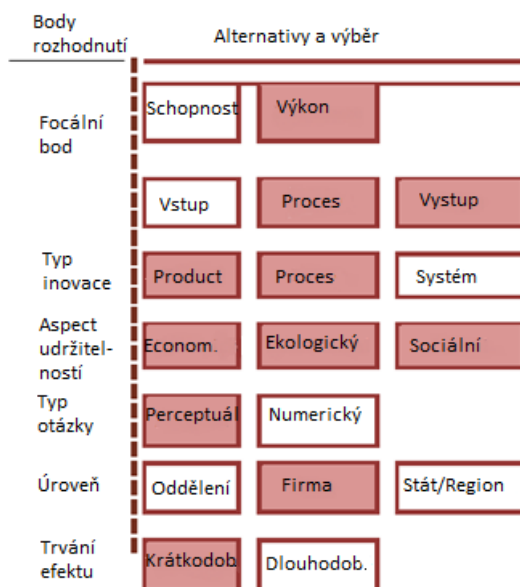 Body
rozhodnutí
Alternativy a výběr
Focální
bod
Schopnost
Výkon
Vstup
Proces
Vystup
Typ
inovace
Product
Proces
Systém
Aspect
udržitel-
ností
Econom.
Ekologický
Sociální
Typ
otázky
Perceptuál
Numerický
Úroveň
Oddělení
Firma
Stát/Region
Trvání
efektu
Krátkodob.
Dlouhodob.